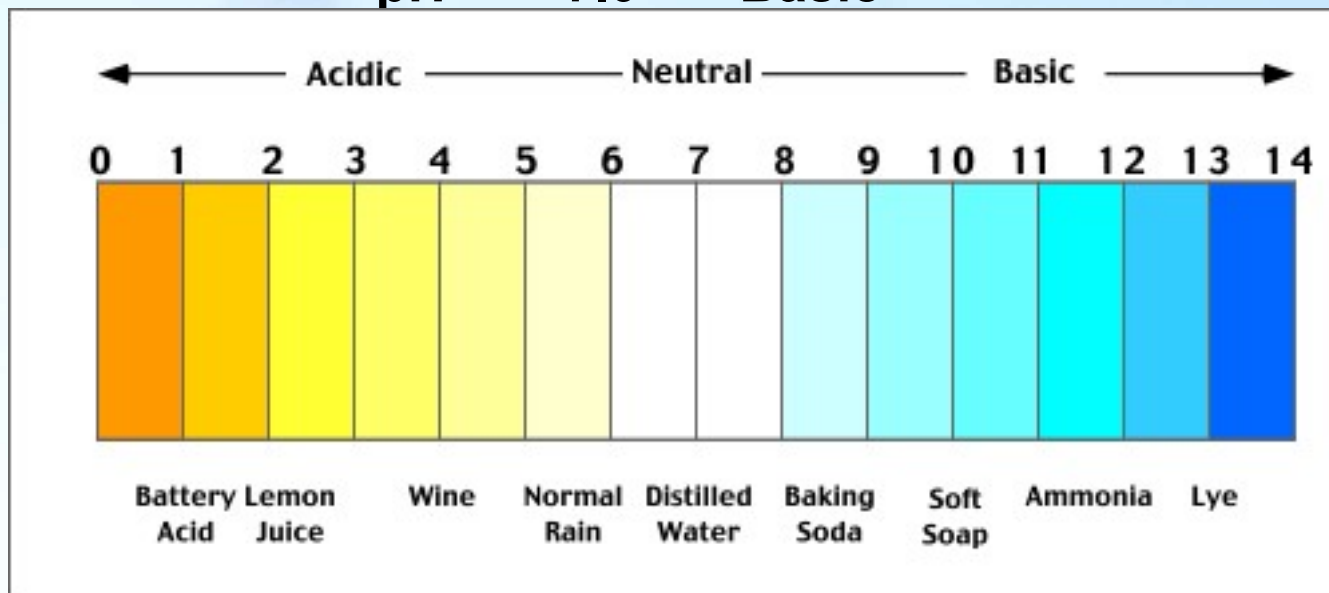 Acidic Neutral Basic
0 1 2 3 4 5 6 7 8 9 10 11 12 13 14
Battery Lemon Wine Normal Distilled Baking Soft Ammonia Lye
Acid Juice Rain Water Soda Soap